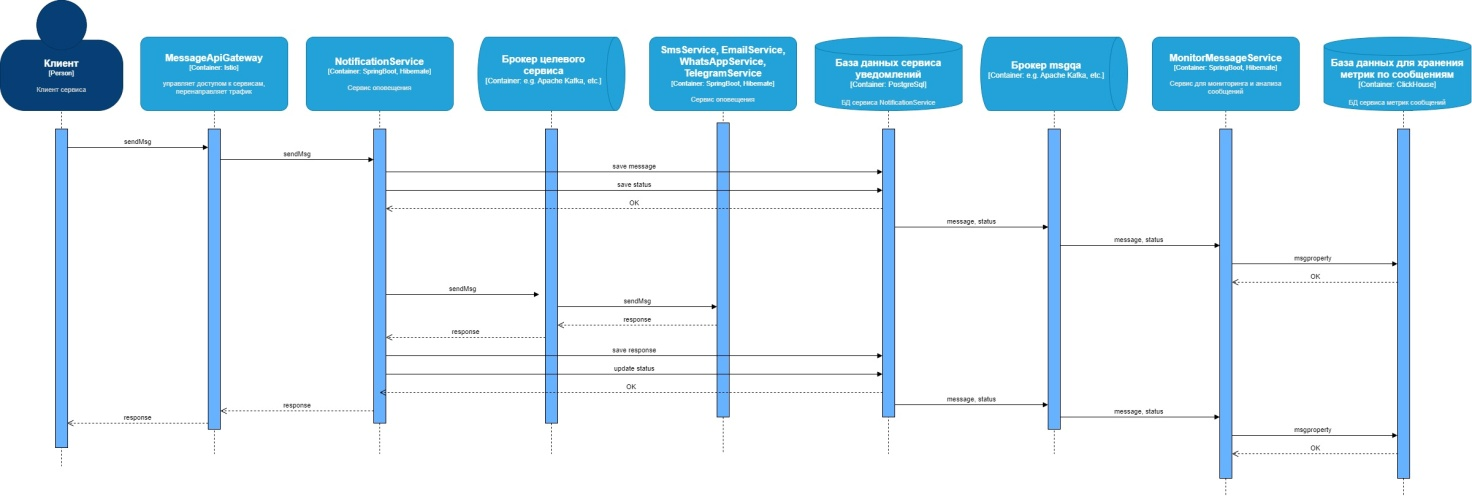 Клиент
[Person]
Клиент сервиса
MessageApiGateway
[Container: Istio]
управляет доступом к сервисам,
перенаправляет трафик
NotificationService
[Container: SpringBoot, Hibernate]
Сервис оповещения
Брокер целевого
сервиса
[Container: e.g. Apache Kafka, etc.]
SmsService, EmailService,
WhatsAppService,
TelegramService
[Container: SpringBoot, Hibernate]
Сервис оповещения
База данных сервиса
уведомлений
[Container: PostgreSql]
БД сервиса NotificationService
Брокер msgqa
[Container: e.g. Apache Kafka, etc.]
MonitorMessageService
[Container: SpringBoot, Hibernate]
Сервис для мониторинга и анализа
сообщений
База данных для хранения
метрик по сообщениям
[Container: ClickHouse]
БД сервиса метрик сообщений
sendMsg
sendMsg
save message
save status
OK
message, status
message, status
msgproperty
OK
sendMsg
sendMsg
response
response
save response
update status
OK
message, status
response
message, status
response
msgproperty
OK